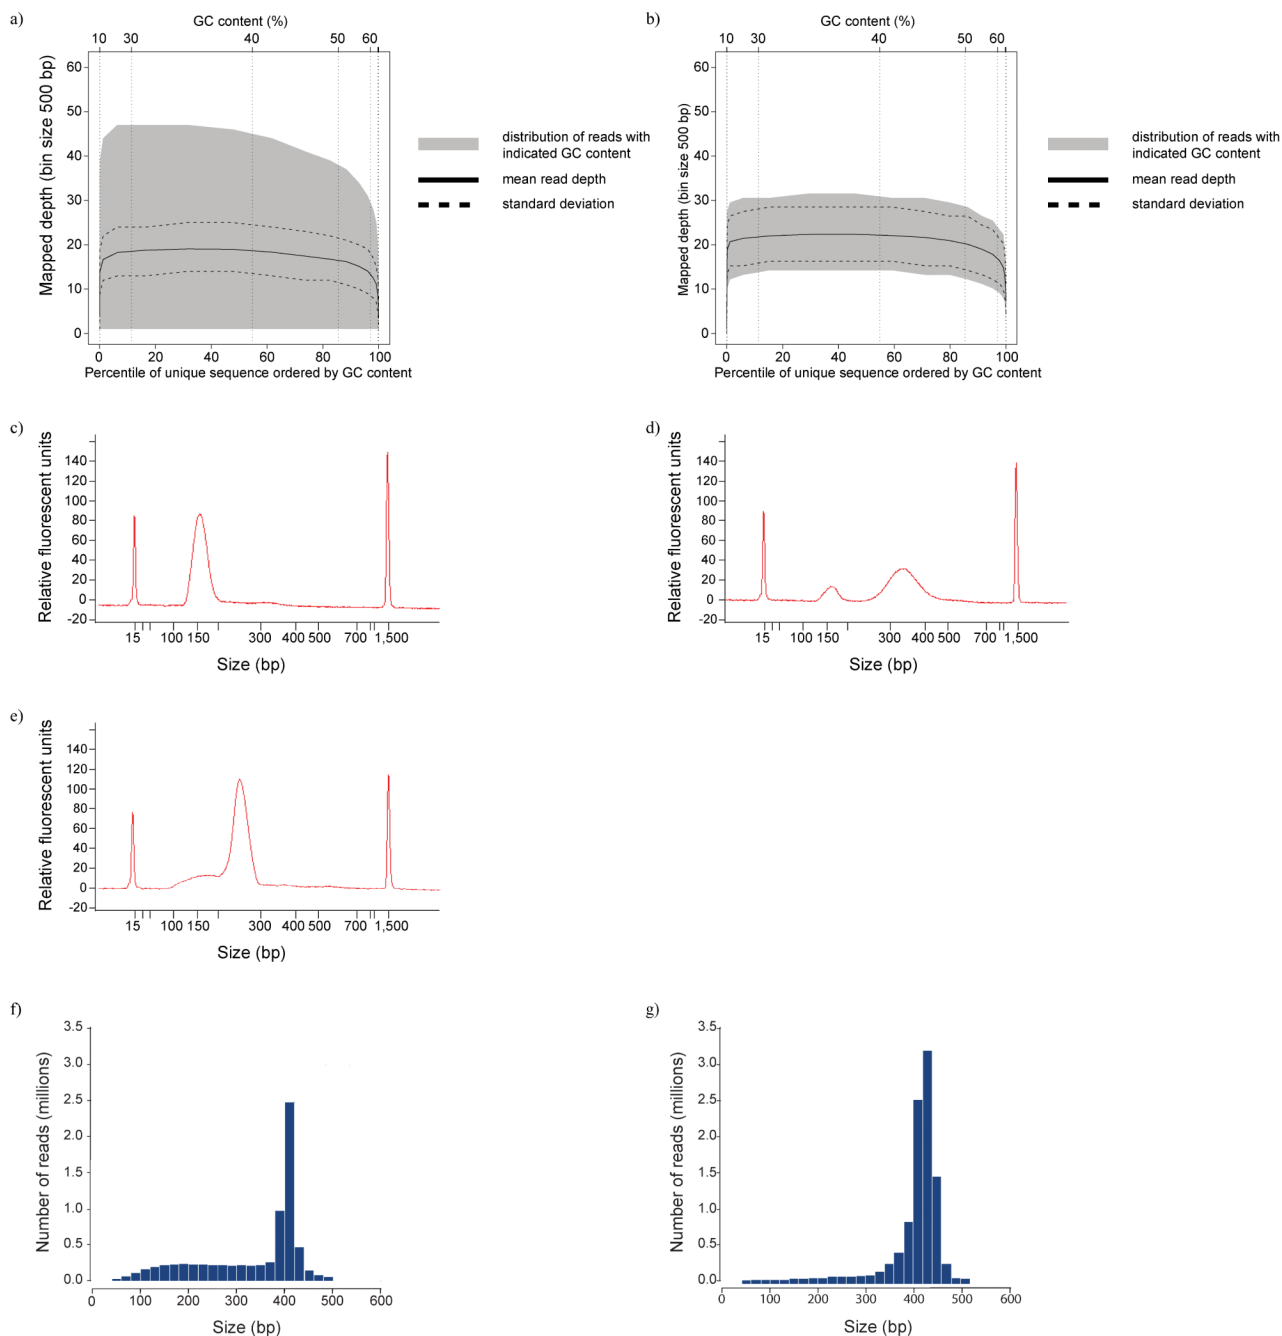 a)
GC content (%)
10 30 40 50 60
Mapped depth (bin size 500 bp)
60
50
40
30
20
10
0
0 20 40 60 80 100
Percentile of unique sequence ordered by GC content
distribution of reads with
indicated GC content
mean read depth
standard deviation
b)
GC content (%)
10 30 40 50 60
Mapped depth (bin size 500 bp)
60
50
40
30
20
10
0
0 20 40 60 80 100
Percentile of unique sequence ordered by GC content
distribution of reads with
indicated GC content
mean read depth
standard deviation
c)
Relative fluorescent units
140
120
100
80
60
40
20
0
-20
15 100 150 300 400 500 700 1,500
Size (bp)
d)
Relative fluorescent units
140
120
100
80
60
40
20
0
-20
15 100 150 300 400 500 700 1,500
Size (bp)
e)
Relative fluorescent units
140
120
100
80
60
40
20
0
-20
15 100 150 300 400 500 700 1,500
Size (bp)
f)
Number of reads (millions)
3.5
3.0
2.5
2.0
1.5
1.0
0.5
0.0
0 100 200 300 400 500 600
Size (bp)
g)
Number of reads (millions)
3.5
3.0
2.5
2.0
1.5
1.0
0.5
0.0
0 100 200 300 400 500 600
Size (bp)